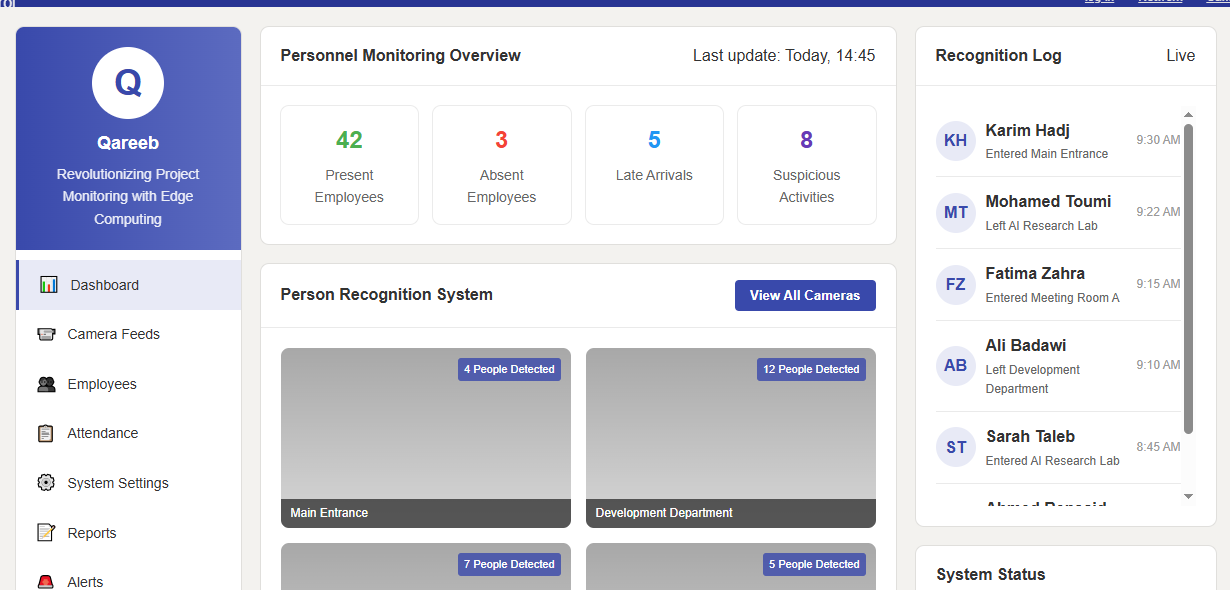 Q
Qareeb
Revolutionizing Project
Monitoring with Edge
Computing
Dashboard
Camera Feeds
Employees
Attendance
System Settings
Reports
Alerts
Personnel Monitoring Overview
Last update: Today, 14:45
42
Present
Employees
3
Absent
Employees
5
Late Arrivals
8
Suspicious
Activities
Person Recognition System
View All Cameras
4 People Detected
Main Entrance
12 People Detected
Development Department
7 People Detected
5 People Detected
Recognition Log
Live
KH
Karim Hadj
Entered Main Entrance
9:30 AM
MT
Mohamed Toumi
Left AI Research Lab
9:22 AM
FZ
Fatima Zahra
Entered Meeting Room A
9:15 AM
AB
Ali Badawi
Left Development
Department
9:10 AM
ST
Sarah Taleb
Entered AI Research Lab
8:45 AM
System Status